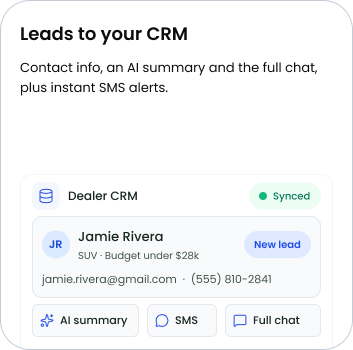 Leads to your CRM
Contact info, an AI summary and the full chat,
plus instant SMS alerts.
Dealer CRM
Synced
JR
Jamie Rivera
SUV · Budget under $28k
New lead
jamie.rivera@gmail.com · (555) 810-2841
AI summary
SMS
Full chat